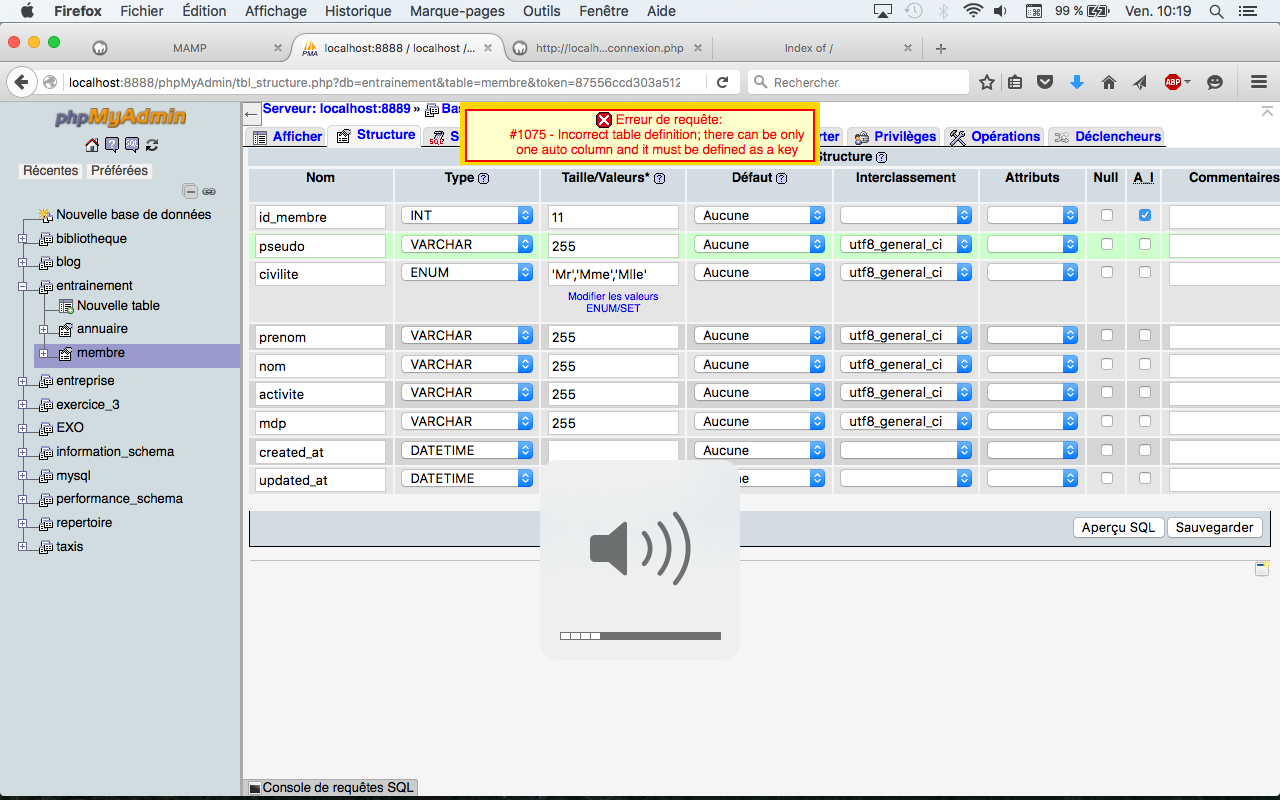 Firefox Fichier Édition Affichage Historique Marque-pages Outils Fenêtre Aide 99 % Ven. 10:19
MAMP
localhost:8888 / localhost /...
http://localh...connexion.php
Index of /
localhost:8888/phpMyAdmin/tbl_structure.php?db=entrainement&table=membre&token=87556ccd303a512
Rechercher
ABP
phpMyAdmin
Récentes Préférées
Nouvelle base de données
bibliotheque
blog
entrainement
Nouvelle table
annuaire
membre
entreprise
exercice_3
EXO
information_schema
mysql
performance_schema
repertoire
taxis
Serveur: localhost:8889 »
Erreur de requête:
#1075 - Incorrect table definition; there can be only
one auto column and it must be defined as a key
Afficher Structure Privilèges Opérations Déclencheurs
Structure
Nom Type Taille/Valeurs* Défaut Interclassement Attributs Null A_I Commentaires
id_membre INT 11 Aucune
pseudo VARCHAR 255 Aucune utf8_general_ci
civilite ENUM 'Mr','Mme','Mlle' Aucune utf8_general_ci
Modifier les valeurs
ENUM/SET
prenom VARCHAR 255 Aucune utf8_general_ci
nom VARCHAR 255 Aucune utf8_general_ci
activite VARCHAR 255 Aucune utf8_general_ci
mdp VARCHAR 255 Aucune utf8_general_ci
created_at DATETIME Aucune
updated_at DATETIME
Aperçu SQL Sauvegarder
Console de requêtes SQL